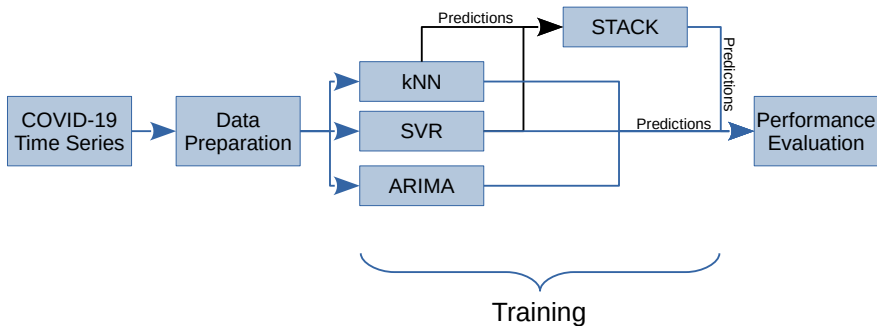 Predictions
STACK
kNN
COVID-19
Time Series
Data
Preparation
SVR
Predictions
Predictions
Performance
Evaluation
ARIMA
Training